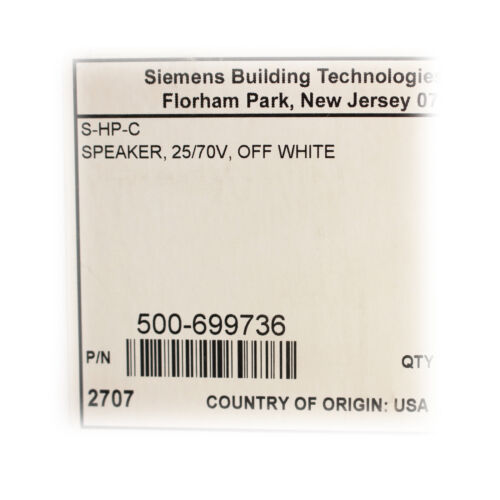 Siemens Building Technologie
Florham Park, New Jersey 07
S-HP-C
SPEAKER, 25/70V, OFF WHITE
500-699736
P/N
QTY
2707
COUNTRY OF ORIGIN: USA